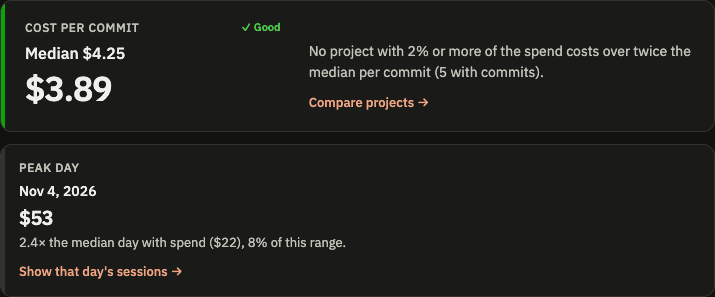 COST PER COMMIT
✓ Good
Median $4.25
$3.89
No project with 2% or more of the spend costs over twice the
median per commit (5 with commits).
Compare projects →
PEAK DAY
Nov 4, 2026
$53
2.4× the median day with spend ($22), 8% of this range.
Show that day's sessions →